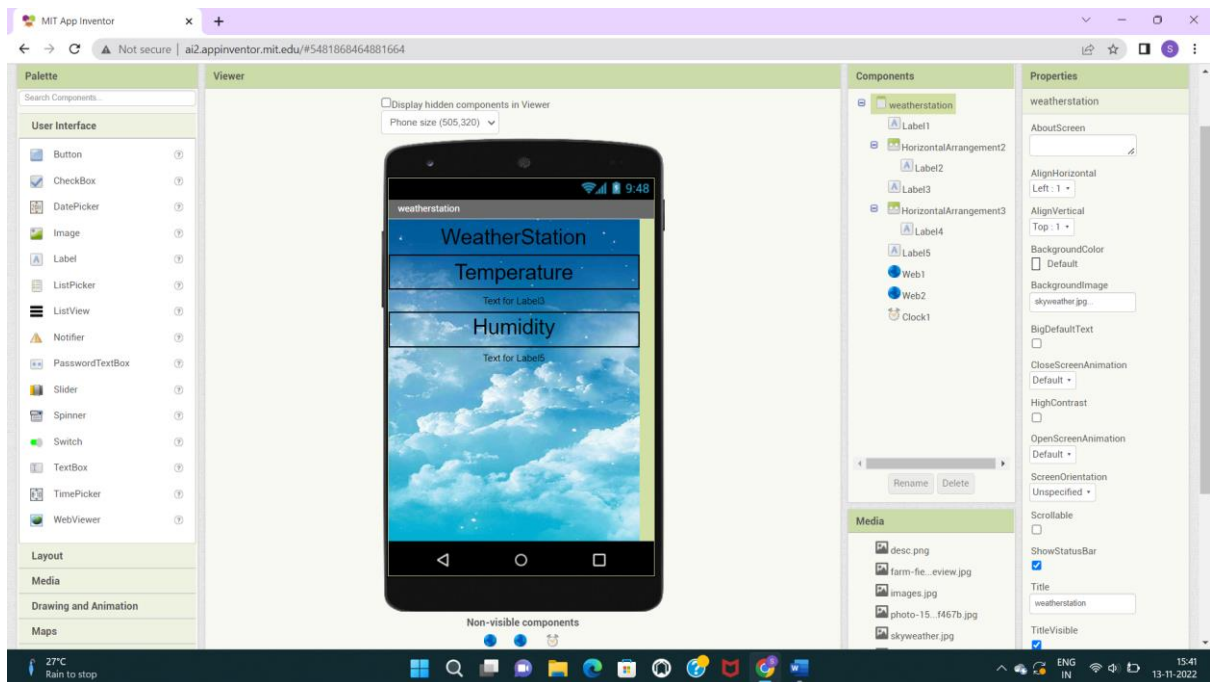 MIT App Inventor
Not secure | ai2.appinventor.mit.edu/#5481868464881664
S
Palette
Search Components...
User Interface
Button
CheckBox
DatePicker
Image
Label
ListPicker
ListView
Notifier
PasswordTextBox
Slider
Spinner
Switch
TextBox
TimePicker
WebViewer
Layout
Media
Drawing and Animation
Maps
Viewer
Display hidden components in Viewer
Phone size (505,320)
9:48
weatherstation
WeatherStation
Temperature
Text for Label3
Humidity
Text for Label5
Non-visible components
Components
weatherstation
Label1
HorizontalArrangement2
Label2
Label3
HorizontalArrangement3
Label4
Label5
Web1
Web2
Clock1
Rename Delete
Media
desc.png
farm-fie...eview.jpg
images.jpg
photo-15...f467b.jpg
skyweather.jpg
Properties
weatherstation
AboutScreen
AlignHorizontal
Left : 1
AlignVertical
Top : 1
BackgroundColor
Default
BackgroundImage
skyweather.jpg...
BigDefaultText
CloseScreenAnimation
Default
HighContrast
OpenScreenAnimation
Default
ScreenOrientation
Unspecified
Scrollable
ShowStatusBar
Title
weatherstation
TitleVisible
27°C
Rain to stop
ENG
IN
15:41
13-11-2022